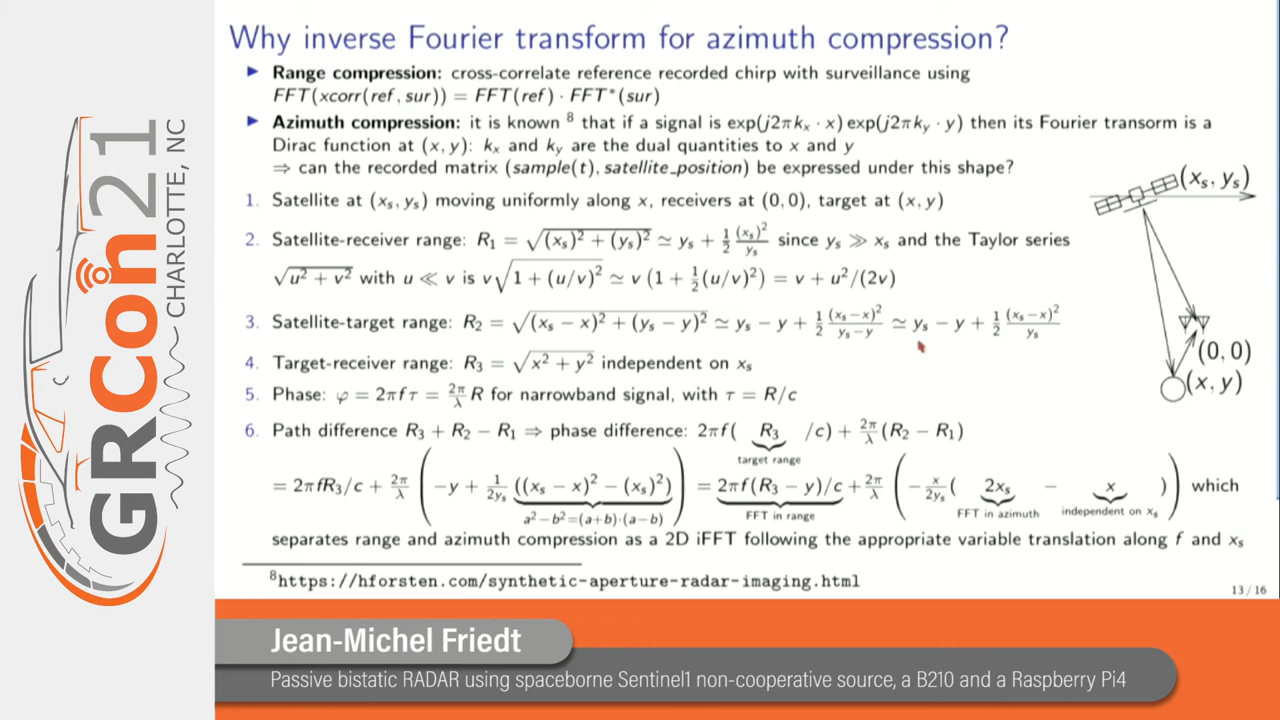 GRCon21
CHARLOTTE, NC
Why inverse Fourier transform for azimuth compression?
▶ Range compression: cross-correlate reference recorded chirp with surveillance using
FFT(xcorr(ref, sur)) = FFT(ref) · FFT*(sur)
▶ Azimuth compression: it is known ⁸ that if a signal is exp(j2πkₓ · x) exp(j2πk_y · y) then its Fourier transorm is a
Dirac function at (x, y): kₓ and k_y are the dual quantities to x and y
⇒ can the recorded matrix (sample(t), satellite_position) be expressed under this shape?
1. Satellite at (xₛ, yₛ) moving uniformly along x, receivers at (0, 0), target at (x, y)
2. Satellite-receiver range: R₁ = √((xₛ)² + (yₛ)²) ≃ yₛ + ½ (xₛ)²/yₛ since yₛ ≫ xₛ and the Taylor series
√(u² + v²) with u ≪ v is v√(1 + (u/v)²) ≃ v (1 + ½(u/v)²) = v + u²/(2v)
3. Satellite-target range: R₂ = √((xₛ − x)² + (yₛ − y)²) ≃ yₛ − y + ½ (xₛ−x)²/(yₛ−y) ≃ yₛ − y + ½ (xₛ−x)²/yₛ
4. Target-receiver range: R₃ = √(x² + y²) independent on xₛ
5. Phase: φ = 2πfτ = 2π/λ R for narrowband signal, with τ = R/c
6. Path difference R₃ + R₂ − R₁ ⇒ phase difference: 2πf( R₃ /c) + 2π/λ (R₂ − R₁)
target range
= 2πfR₃/c + 2π/λ ( −y + 1/(2yₛ) ((xₛ − x)² − (xₛ)²) ) = 2πf(R₃ − y)/c + 2π/λ ( − x/(2yₛ) ( 2xₛ − x ) ) which
a²−b²=(a+b)·(a−b) FFT in range FFT in azimuth independent on xₛ
separates range and azimuth compression as a 2D iFFT following the appropriate variable translation along f and xₛ
(xₛ, yₛ)
(0, 0)
(x, y)
⁸https://hforsten.com/synthetic-aperture-radar-imaging.html
13 / 16
Jean-Michel Friedt
Passive bistatic RADAR using spaceborne Sentinel1 non-cooperative source, a B210 and a Raspberry Pi4